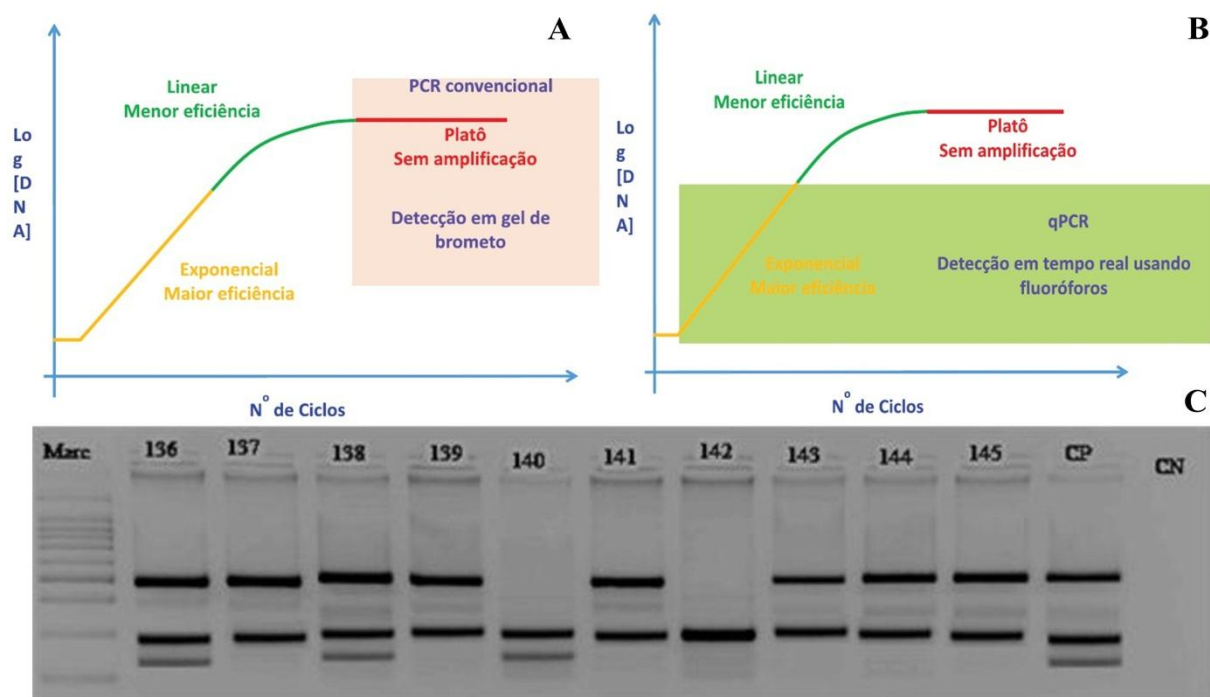 A
Linear
Menor eficiência
PCR convencional
Platô
Sem amplificação
Detecção em gel de
brometo
Exponencial
Maior eficiência
Lo
g
[D
N
A]
N° de Ciclos
B
Linear
Menor eficiência
Platô
Sem amplificação
qPCR
Detecção em tempo real usando
fluoróforos
Exponencial
Maior eficiência
Lo
g
[D
N
A]
N° de Ciclos
C
Marc 136 137 138 139 140 141 142 143 144 145 CP CN